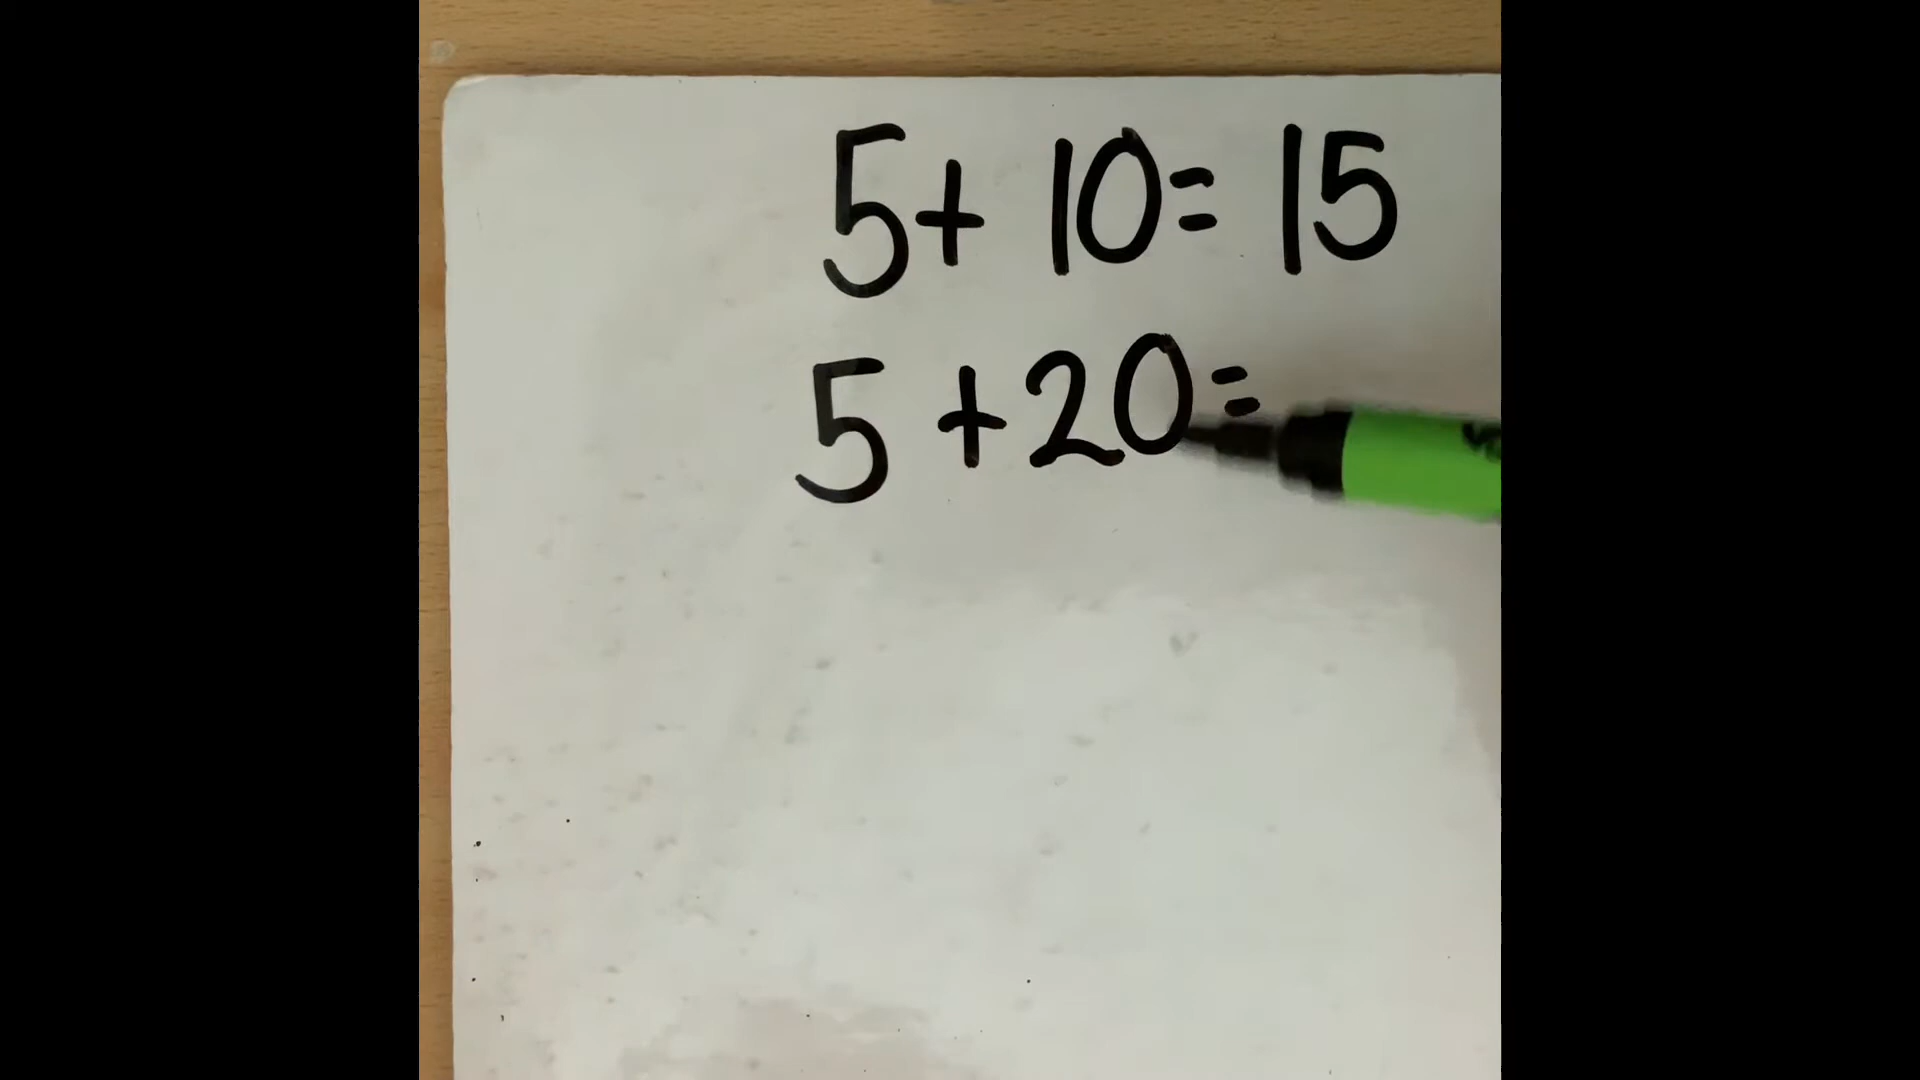 5 + 10 = 15
5 + 20 =